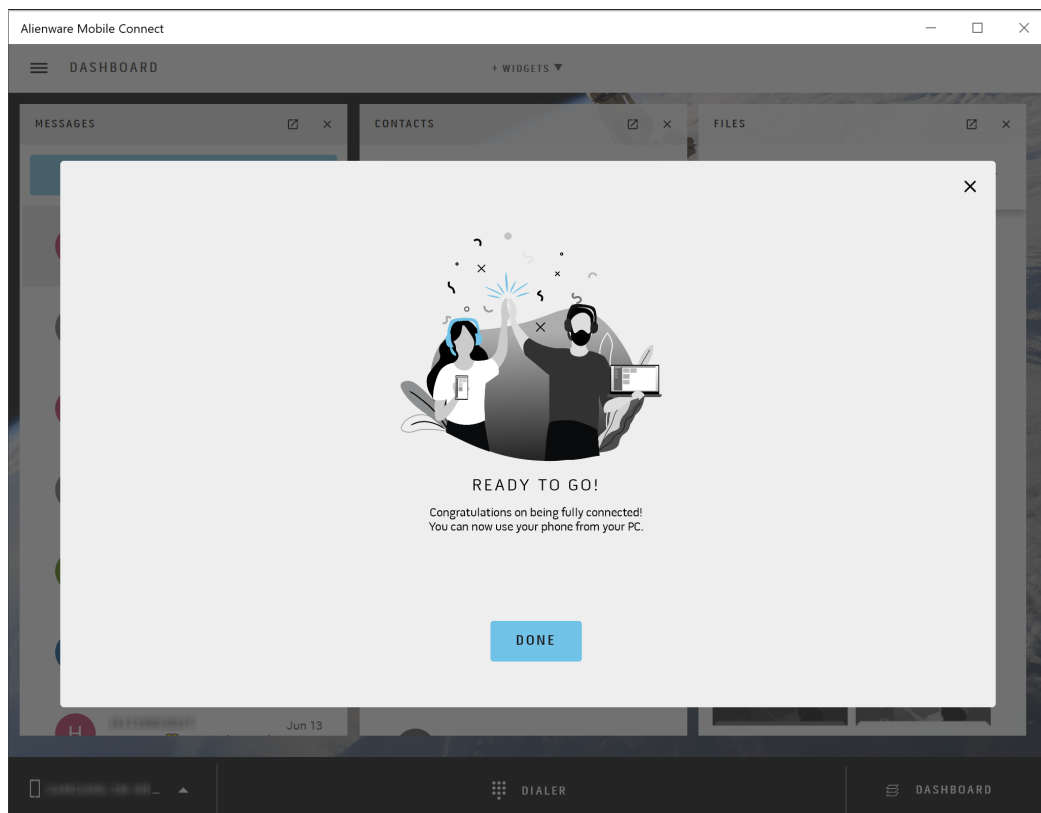 Alienware Mobile Connect
DASHBOARD
+ WIDGETS ▼
MESSAGES
CONTACTS
FILES
READY TO GO!
Congratulations on being fully connected!
You can now use your phone from your PC.
DONE
H
Jun 13
DIALER
DASHBOARD